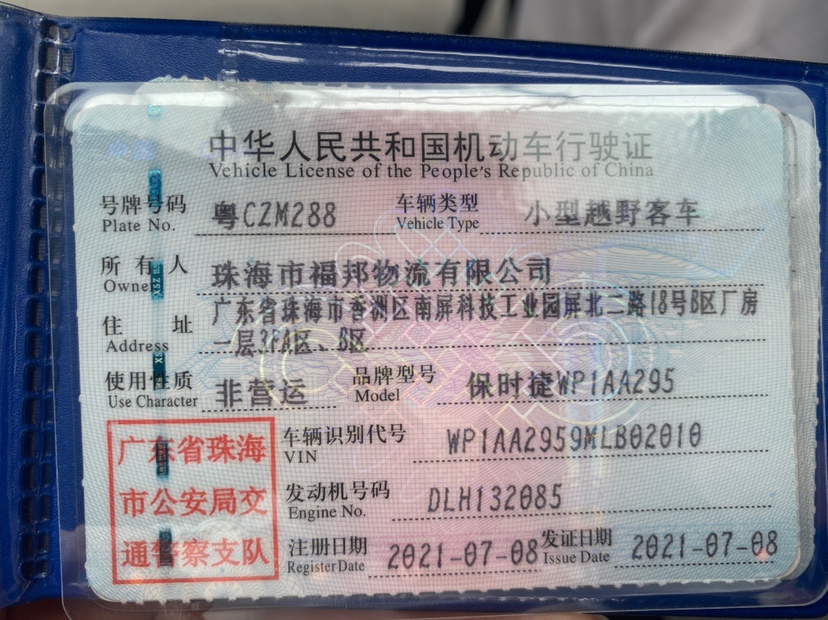 中华人民共和国机动车行驶证
Vehicle License of the People's Republic of China
号牌号码 粤CZM288 车辆类型 小型越野客车
Plate No. Vehicle Type
所有人 珠海市福邦物流有限公司
Owner
住址 广东省珠海市香洲区南屏科技工业园屏北二路18号B区厂房
Address 一层3FA区、B区
使用性质 非营运 品牌型号 保时捷WP1AA295
Use Character Model
广东省珠海 车辆识别代号 WP1AA2959MLB02010
VIN
市公安局交 发动机号码 DLH132085
Engine No.
通警察支队 注册日期 2021-07-08 发证日期 2021-07-08
Register Date Issue Date